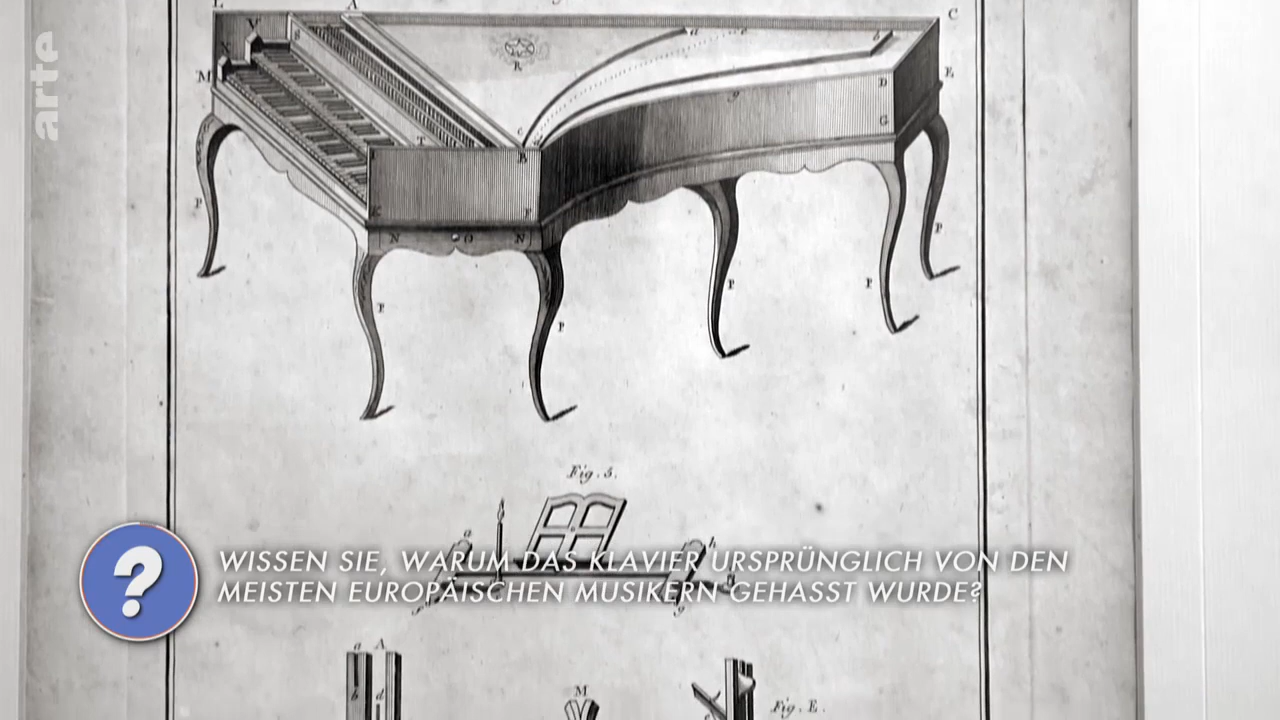 arte
L
A
C
V
S
a
e
b
X
R
M
D
E
g
G
C
T
I
B
P
E
F
N
O
N
P
P
P
P
P
P
Fig. 5.
a
h
WISSEN SIE, WARUM DAS KLAVIER URSPRÜNGLICH VON DEN
MEISTEN EUROPÄISCHEN MUSIKERN GEHASST WURDE?
g
a A
b
d
M
Fig. E.